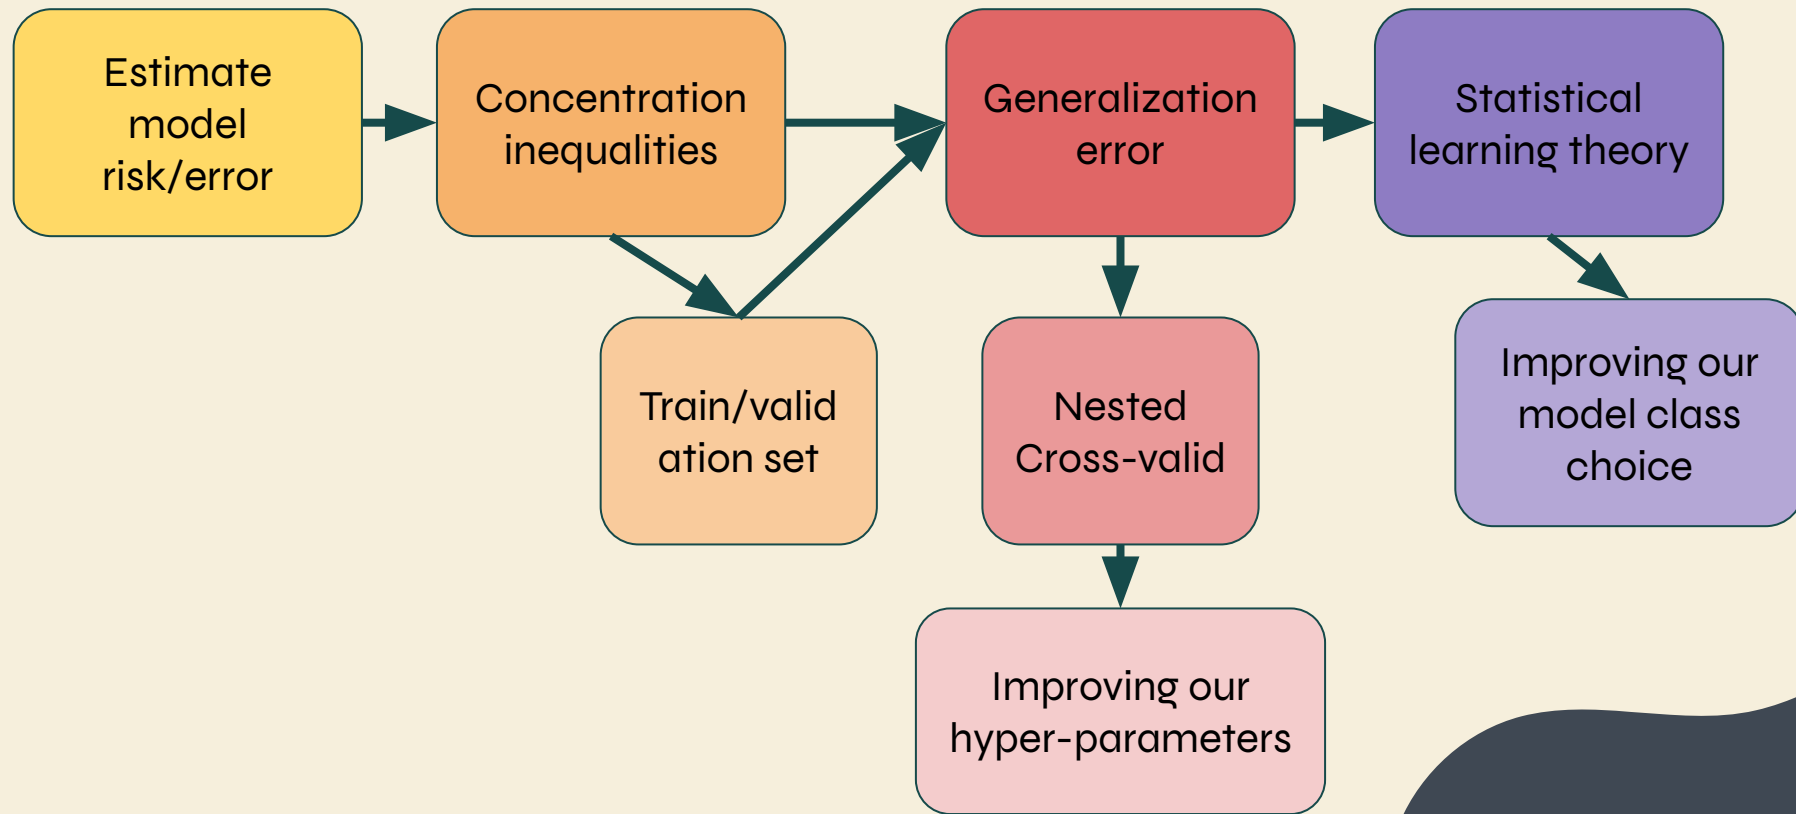 Estimate
model
risk/error
Concentration
inequalities
Generalization
error
Statistical
learning theory
Train/valid
ation set
Nested
Cross-valid
Improving our
model class
choice
Improving our
hyper-parameters